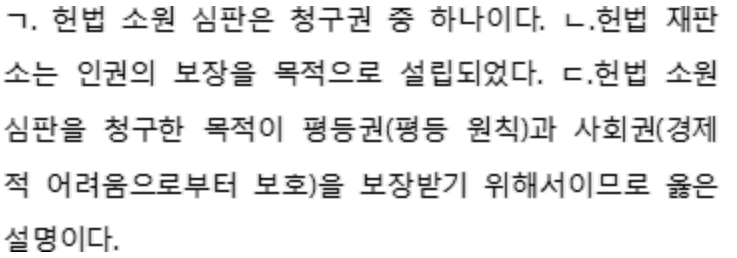 ㄱ. 헌법 소원 심판은 청구권 중 하나이다. ㄴ.헌법 재판
소는 인권의 보장을 목적으로 설립되었다. ㄷ.헌법 소원
심판을 청구한 목적이 평등권(평등 원칙)과 사회권(경제
적 어려움으로부터 보호)을 보장받기 위해서이므로 옳은
설명이다.